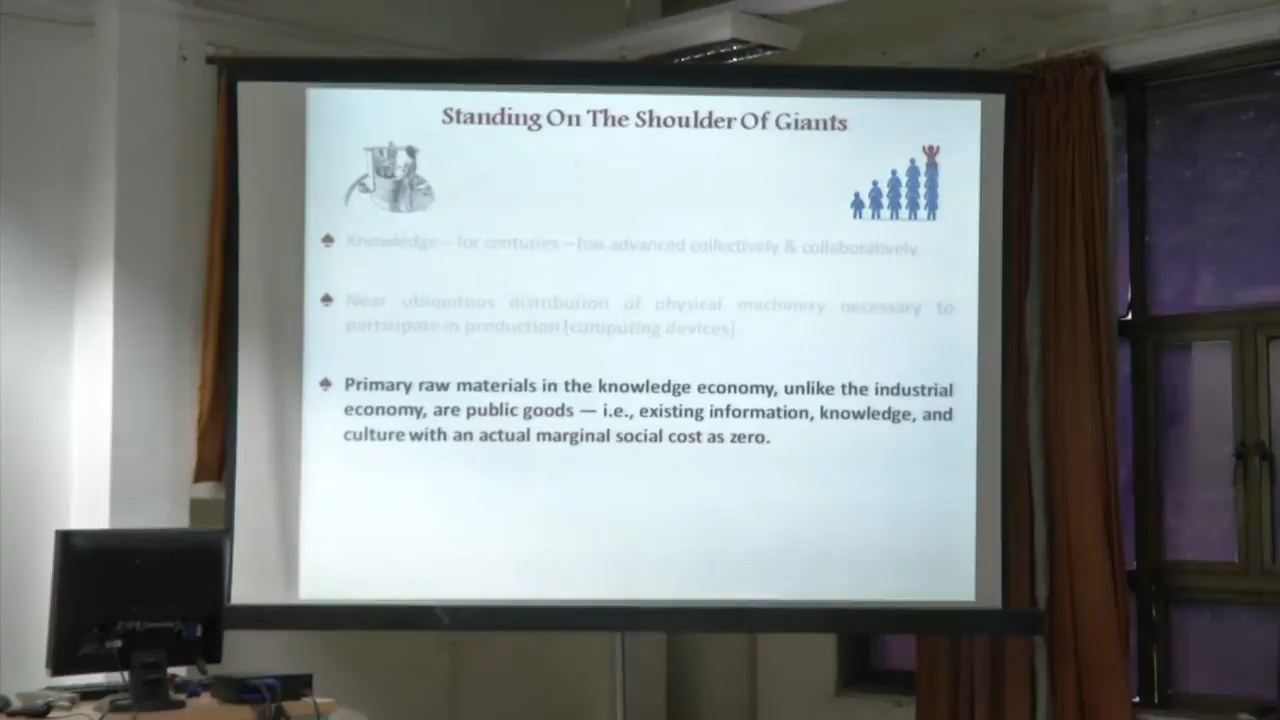 Standing On The Shoulder Of Giants
Knowledge – for centuries – has advanced collectively & collaboratively
Near ubiquitous distribution of physical machinery necessary to
participate in production [computing devices]
Primary raw materials in the knowledge economy, unlike the industrial
economy, are public goods — i.e., existing information, knowledge, and
culture with an actual marginal social cost as zero.